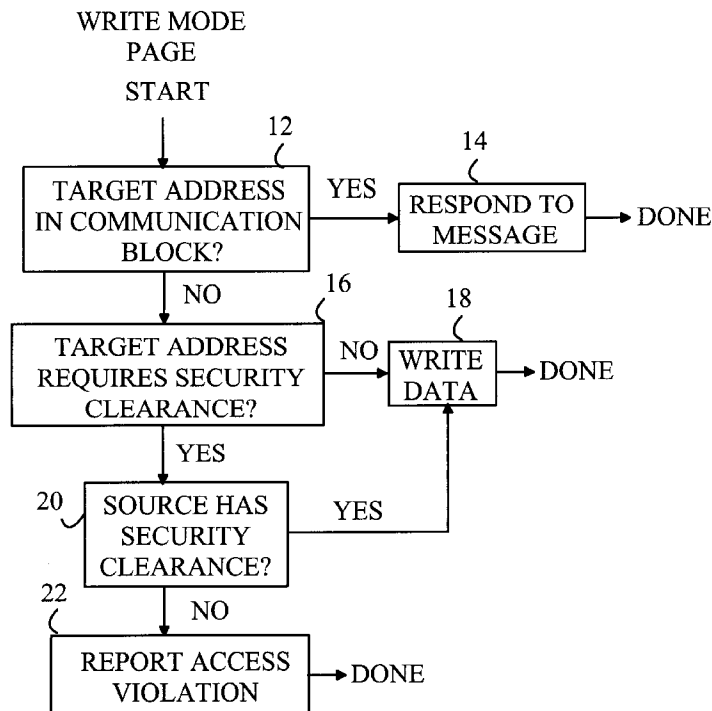 WRITE MODE
PAGE
START
12
TARGET ADDRESS
IN COMMUNICATION
BLOCK?
YES
14
RESPOND TO
MESSAGE
DONE
NO
16
TARGET ADDRESS
REQUIRES SECURITY
CLEARANCE?
NO
18
WRITE
DATA
DONE
YES
20
SOURCE HAS
SECURITY
CLEARANCE?
YES
NO
22
REPORT ACCESS
VIOLATION
DONE